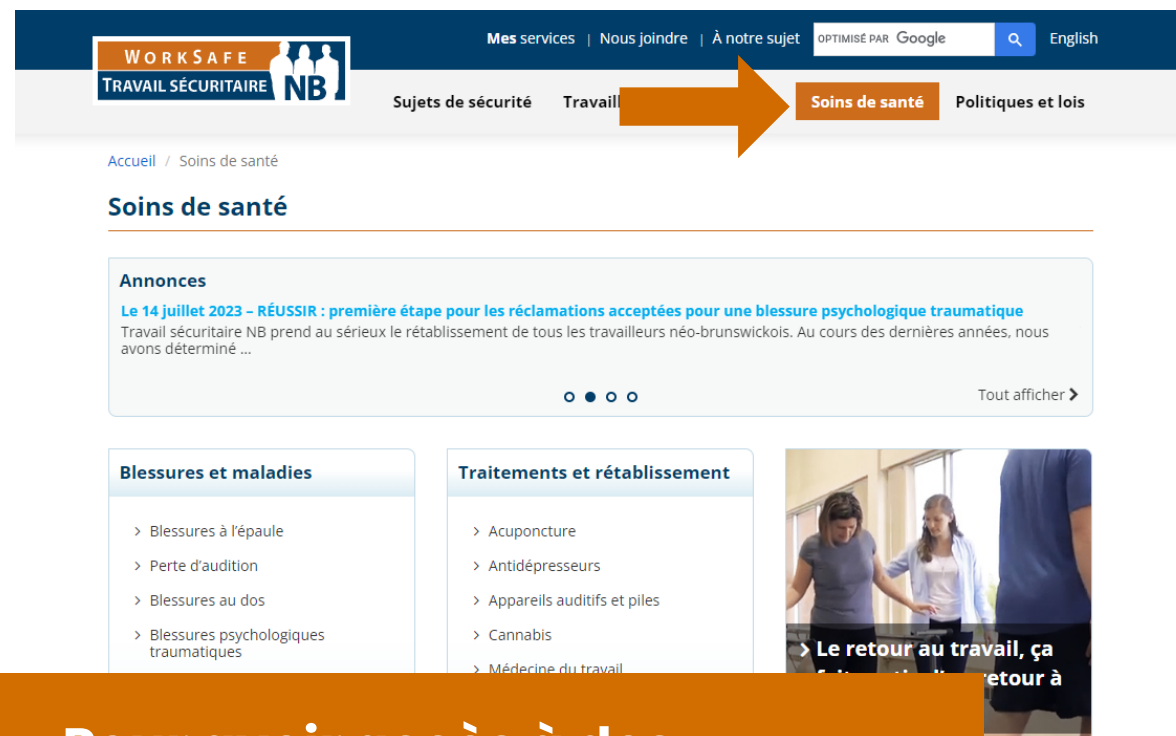 Mes services | Nous joindre | À notre sujet
OPTIMISÉ PAR Google
English
WORKSAFE
TRAVAIL SÉCURITAIRE NB
Sujets de sécurité
Soins de santé
Politiques et lois
Accueil / Soins de santé
Soins de santé
Annonces
Le 14 juillet 2023 – RÉUSSIR : première étape pour les réclamations acceptées pour une blessure psychologique traumatique
Travail sécuritaire NB prend au sérieux le rétablissement de tous les travailleurs néo-brunswickois. Au cours des dernières années, nous
avons déterminé ...
Tout afficher
Blessures et maladies
> Blessures à l'épaule
> Perte d'audition
> Blessures au dos
> Blessures psychologiques
traumatiques
Traitements et rétablissement
> Acuponcture
> Antidépresseurs
> Appareils auditifs et piles
> Cannabis
> Médecine du travail
> Le retour au travail, ça
retour à